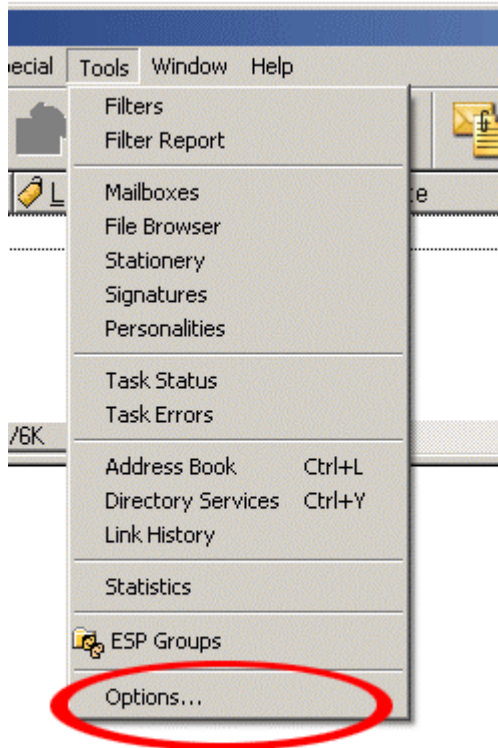 ecial Tools Window Help
Filters
Filter Report
L
Mailboxes
e
File Browser
Stationery
Signatures
Personalities
Task Status
Task Errors
/6K
Address Book Ctrl+L
Directory Services Ctrl+Y
Link History
Statistics
ESP Groups
Options...